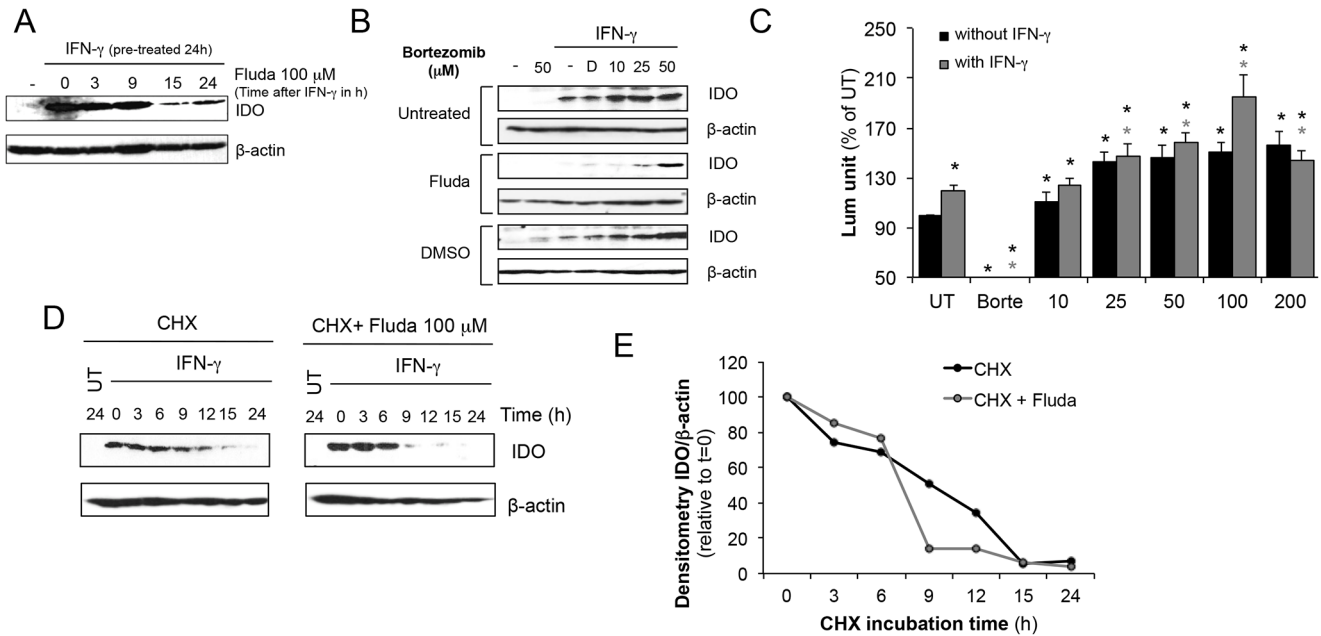 A
IFN-γ (pre-treated 24h)
- 0 3 9 15 24
Fluda 100 μM
(Time after IFN-γ in h)
IDO
β-actin
B
IFN-γ
Bortezomib
(μM)
- 50 - D 10 25 50
Untreated
IDO
β-actin
Fluda
IDO
β-actin
DMSO
IDO
β-actin
C
Lum unit (% of UT)
250
210
170
130
90
50
without IFN-γ
with IFN-γ
* * * * * * * * * * * * * * * * * *
UT Borte 10 25 50 100 200
D
CHX
IFN-γ
UT
24 0 3 6 9 12 15 24
CHX+ Fluda 100 μM
IFN-γ
UT
24 0 3 6 9 12 15 24
Time (h)
IDO
β-actin
E
Densitometry IDO/β-actin
(relative to t=0)
120
100
80
60
40
20
0
CHX
CHX + Fluda
0 3 6 9 12 15 24
CHX incubation time (h)